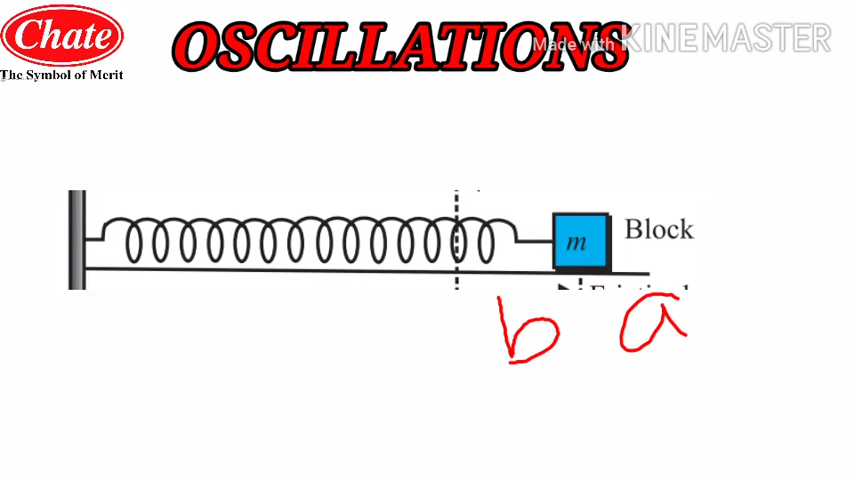 Chate
The Symbol of Merit
OSCILLATIONS
Made with KINEMASTER
m
Block
b a